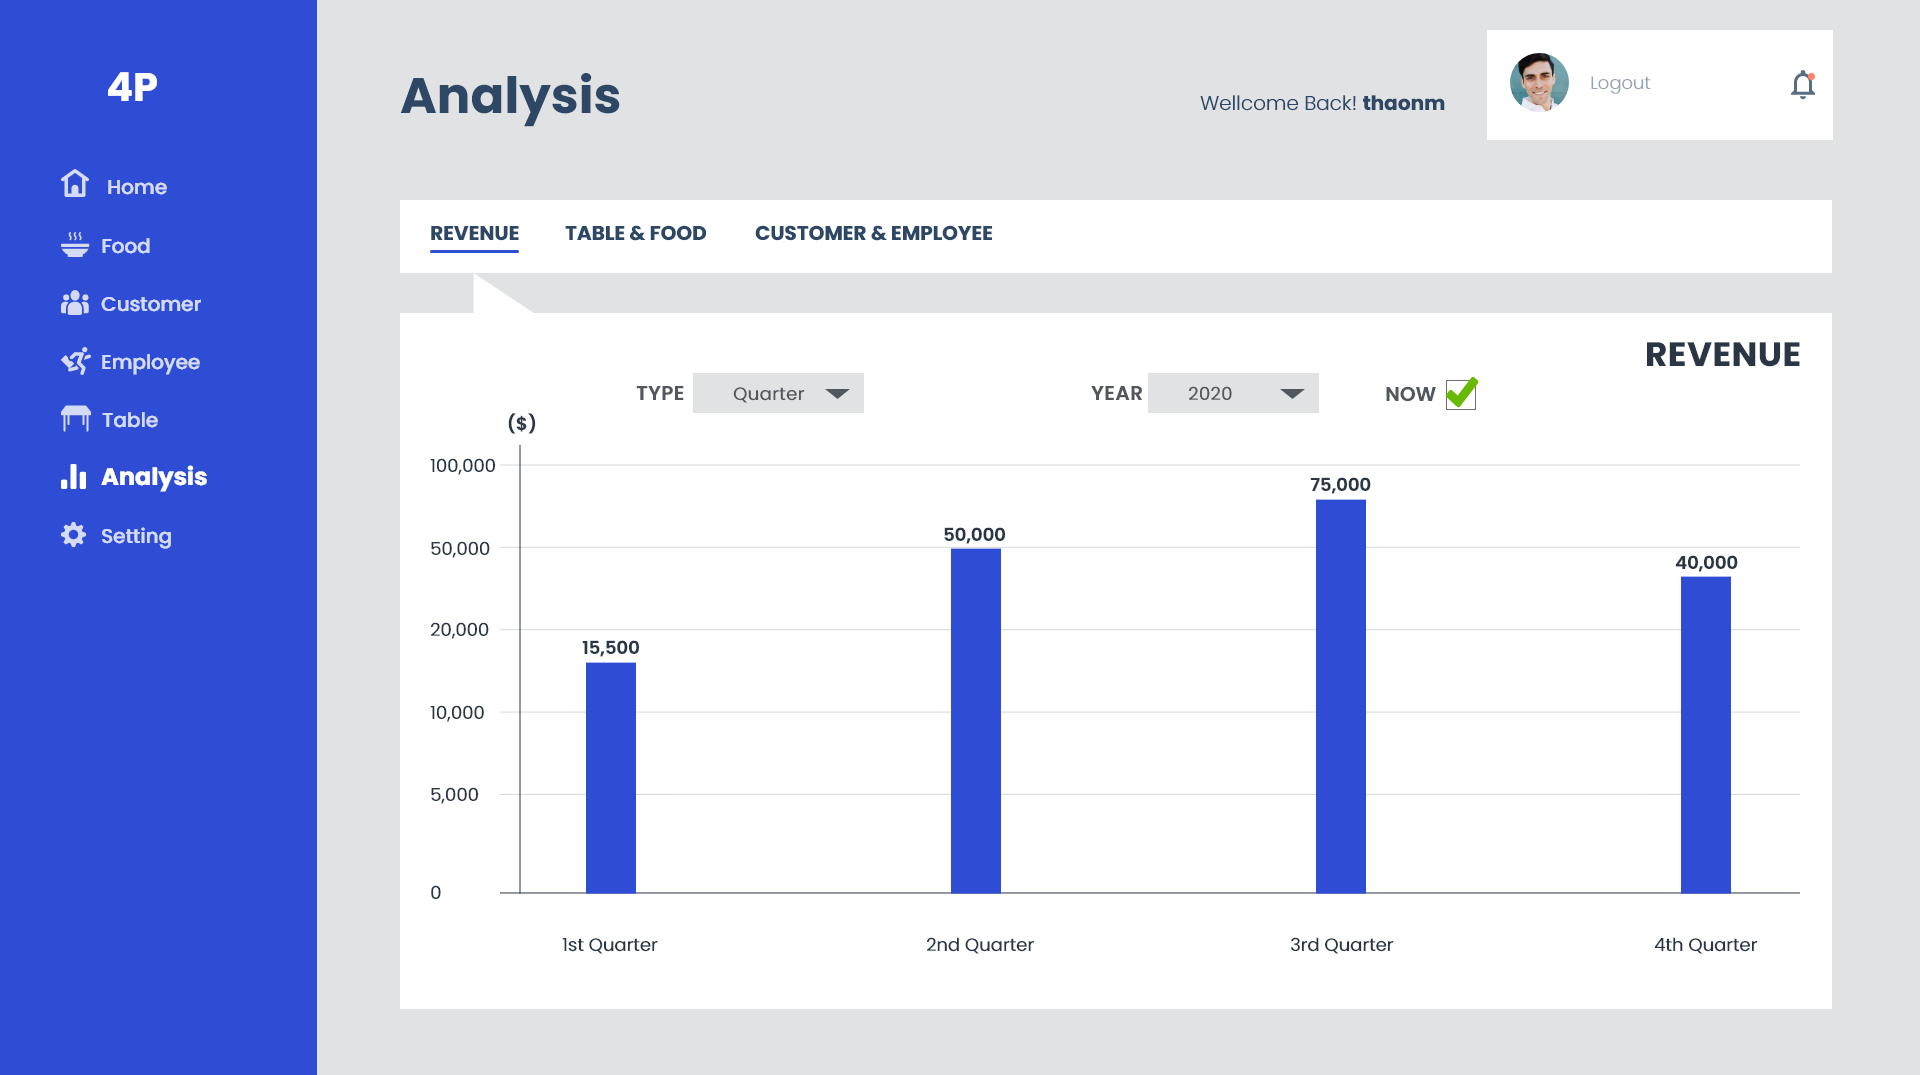 4P
Home
Food
Customer
Employee
Table
Analysis
Setting
Analysis
Wellcome Back! thaonm
Logout
REVENUE
TABLE & FOOD
CUSTOMER & EMPLOYEE
REVENUE
TYPE
Quarter
YEAR
2020
NOW
($)
100,000
50,000
20,000
10,000
5,000
0
15,500
50,000
75,000
40,000
1st Quarter
2nd Quarter
3rd Quarter
4th Quarter